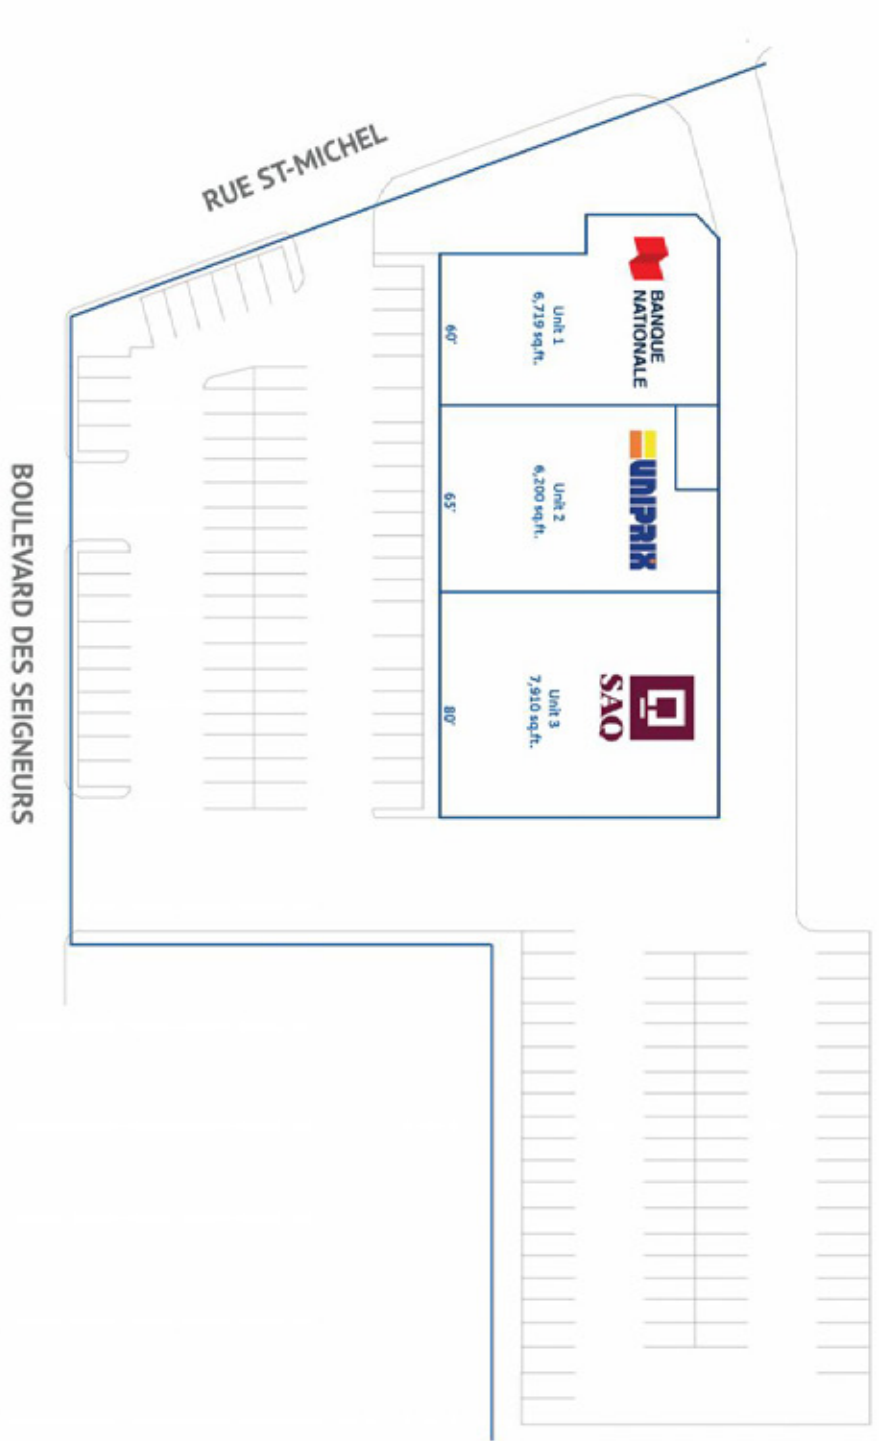 RUE ST-MICHEL
BOULEVARD DES SEIGNEURS
BANQUE
NATIONALE
Unit 1
6,719 sq.ft.
60'
UNIPRIX
Unit 2
6,200 sq.ft.
65'
SAQ
Unit 3
7,910 sq.ft.
80'